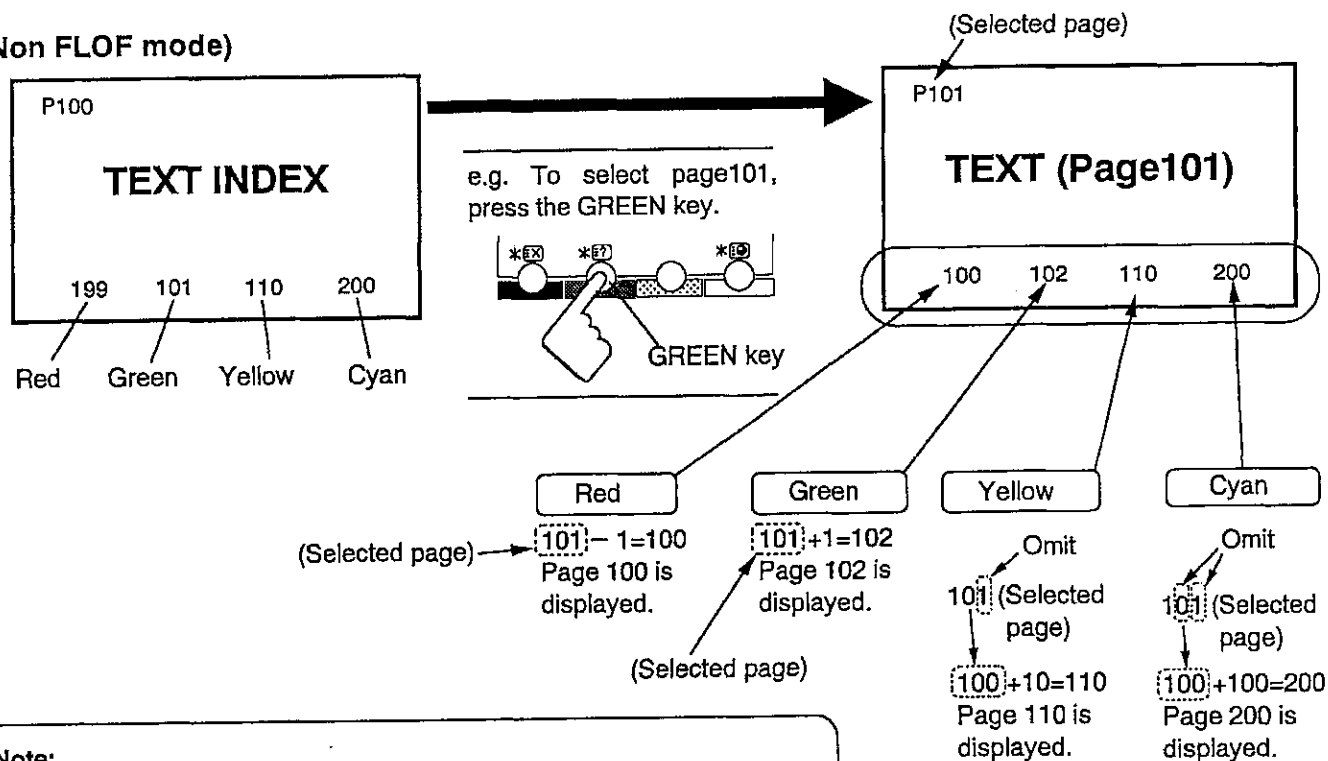 (Selected page)
Non FLOF mode)
P100
TEXT INDEX
199 101 110 200
Red Green Yellow Cyan
e.g. To select page101,
press the GREEN key.
GREEN key
P101
TEXT (Page101)
100 102 110 200
Red
(Selected page)
101 − 1=100
Page 100 is
displayed.
Green
101+1=102
Page 102 is
displayed.
(Selected page)
Yellow
Omit
101 (Selected
page)
100+10=110
Page 110 is
displayed.
Cyan
Omit
101 (Selected
page)
100+100=200
Page 200 is
displayed.
Note: